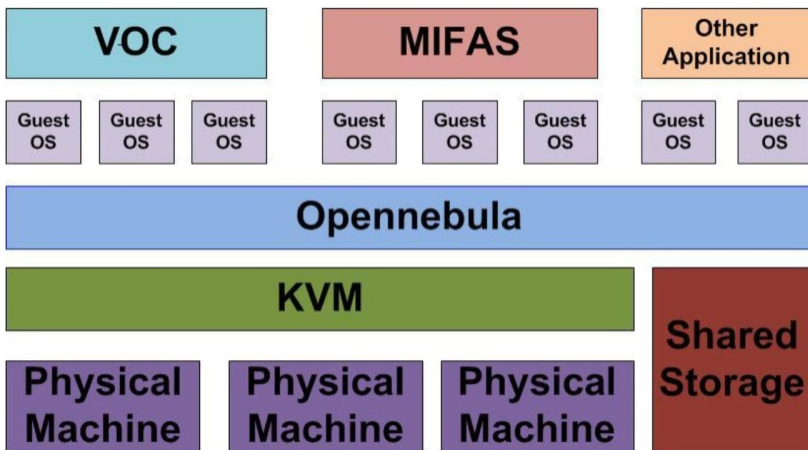 VOC
MIFAS
Other
Application
Guest
OS
Guest
OS
Guest
OS
Guest
OS
Guest
OS
Guest
OS
Guest
OS
Guest
OS
Opennebula
KVM
Shared
Storage
Physical
Machine
Physical
Machine
Physical
Machine